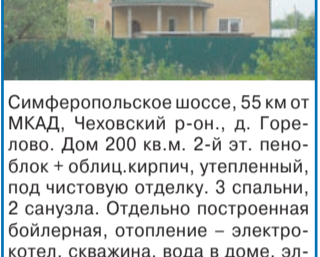 Симферопольское шоссе, 55 км от
МКАД, Чеховский р-он., д. Горе-
лово. Дом 200 кв.м. 2-й эт. пено-
блок + облиц.кирпич, утепленный,
под чистовую отделку. 3 спальни,
2 санузла. Отдельно построенная
бойлерная, отопление – электро-
котел, скважина, вода в доме, эл-